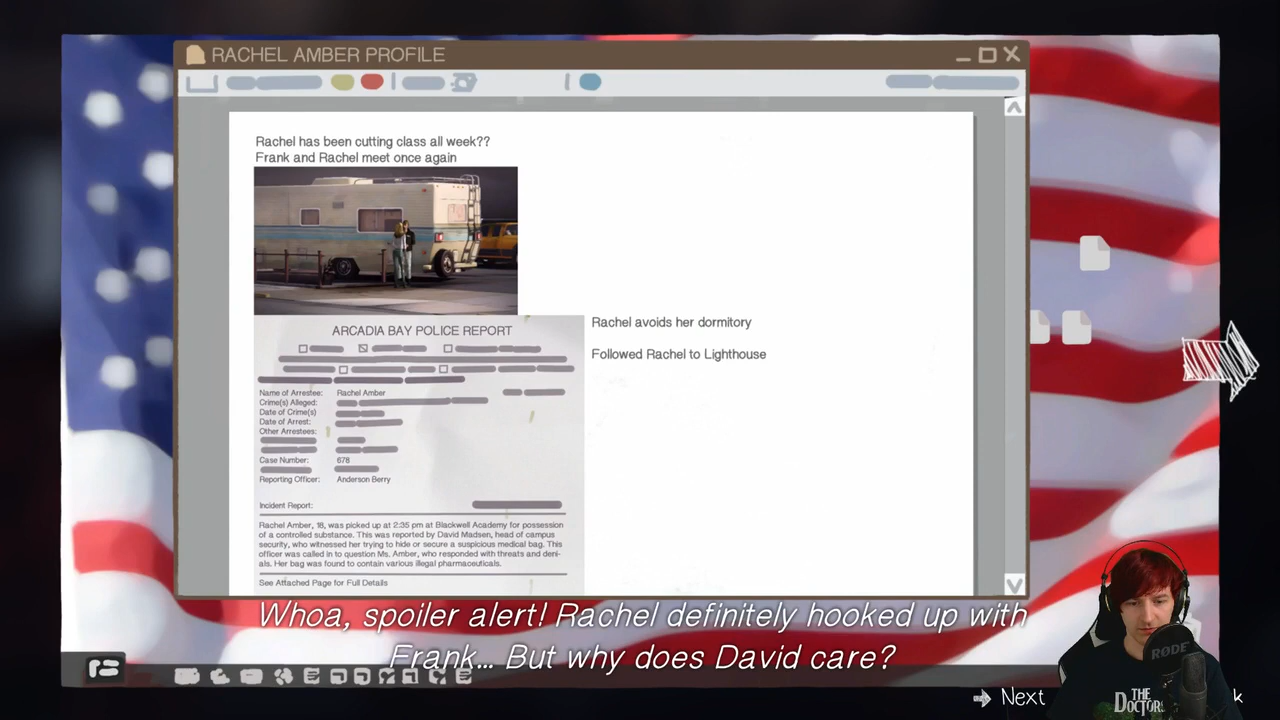 RACHEL AMBER PROFILE
Rachel has been cutting class all week??
Frank and Rachel meet once again
ARCADIA BAY POLICE REPORT
Name of Arrestee: Rachel Amber
Crime(s) Alleged:
Date of Crime(s)
Date of Arrest:
Other Arrestees:
Case Number: 678
Reporting Officer: Anderson Berry
Incident Report:
Rachel Amber, 18, was picked up at 2:35 pm at Blackwell Academy for possession
of a controlled substance. This was reported by David Madsen, head of campus
security, who witnessed her trying to hide or secure a suspicious medical bag. This
officer was called in to question Ms. Amber, who responded with threats and deni-
als. Her bag was found to contain various illegal pharmaceuticals.
See Attached Page for Full Details
Rachel avoids her dormitory
Followed Rachel to Lighthouse
Whoa, spoiler alert! Rachel definitely hooked up with
Frank... But why does David care?
Next
k
RØDE
THE
DOCTOR